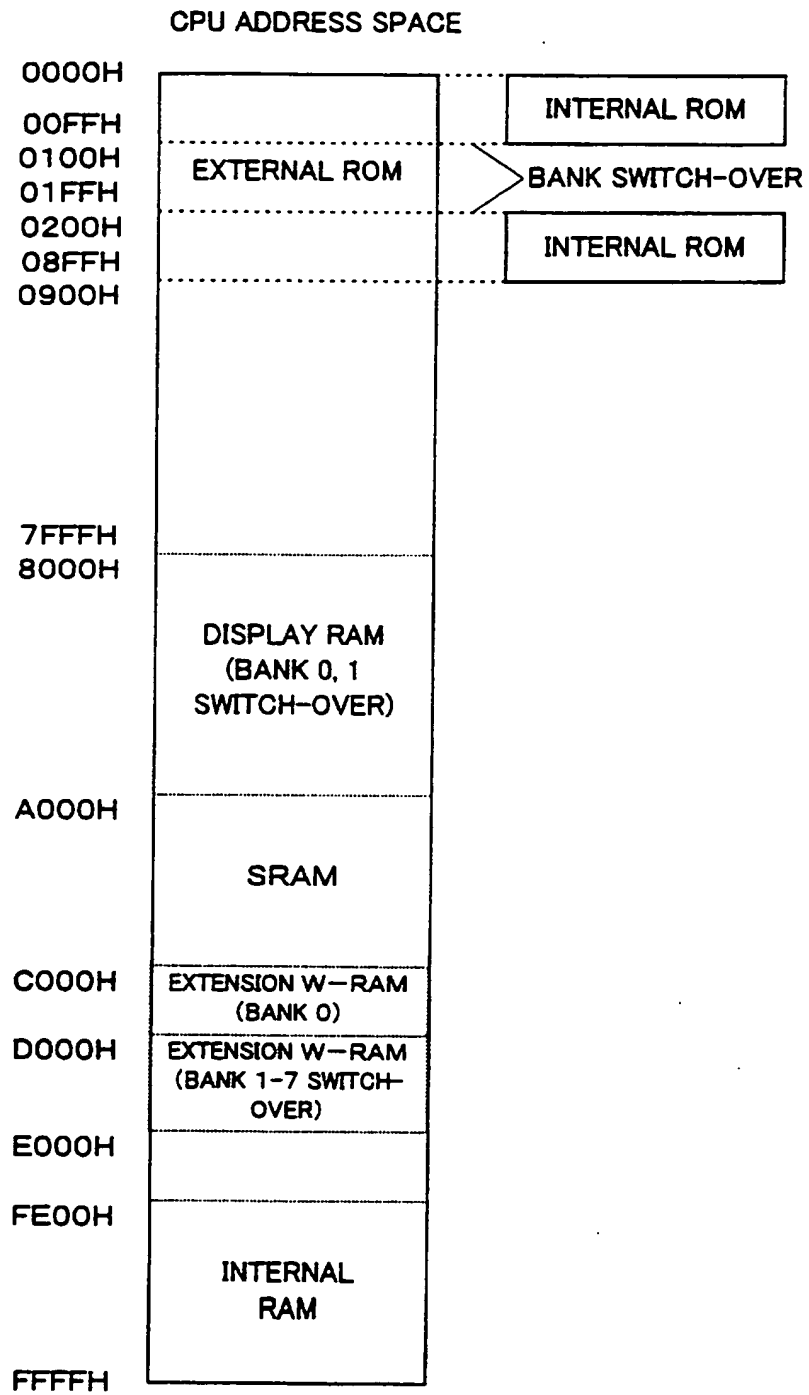 CPU ADDRESS SPACE
0000H
INTERNAL ROM
00FFH
0100H
EXTERNAL ROM
BANK SWITCH-OVER
01FFH
0200H
INTERNAL ROM
08FFH
0900H
7FFFH
8000H
DISPLAY RAM
(BANK 0, 1
SWITCH-OVER)
A000H
SRAM
C000H
EXTENSION W-RAM
(BANK 0)
D000H
EXTENSION W-RAM
(BANK 1-7 SWITCH-
OVER)
E000H
FE00H
INTERNAL
RAM
FFFFH